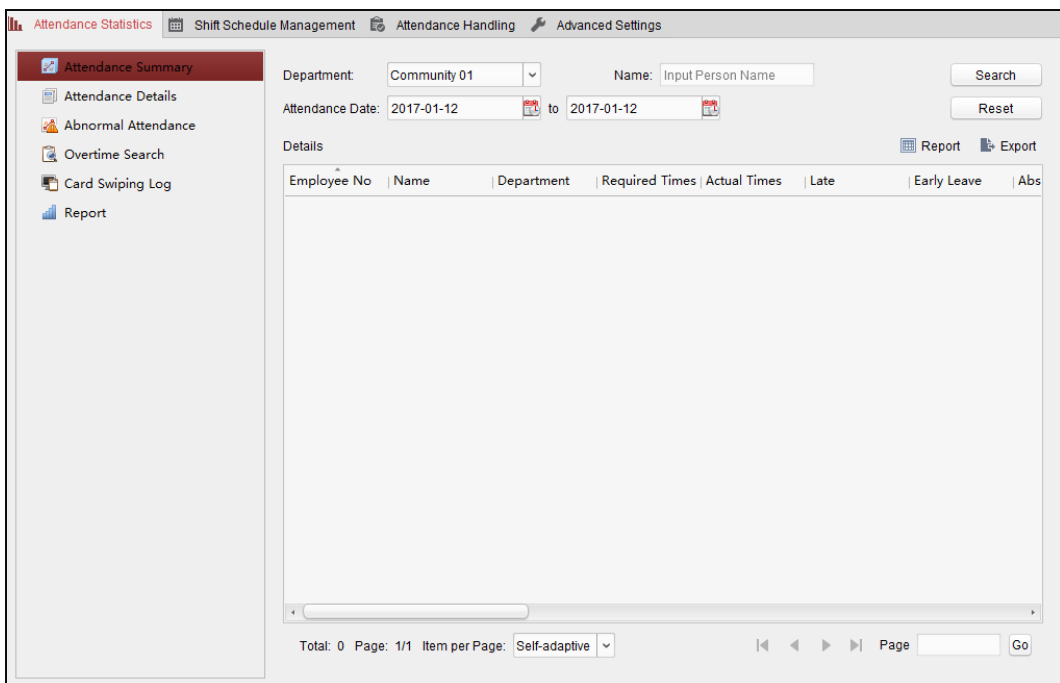 Attendance Statistics Shift Schedule Management Attendance Handling Advanced Settings
Attendance Summary
Attendance Details
Abnormal Attendance
Overtime Search
Card Swiping Log
Report
Department: Community 01 Name: Input Person Name Search
Attendance Date: 2017-01-12 to 2017-01-12 Reset
Details Report Export
Employee No Name Department Required Times Actual Times Late Early Leave Abs
Total: 0 Page: 1/1 Item per Page: Self-adaptive Page Go